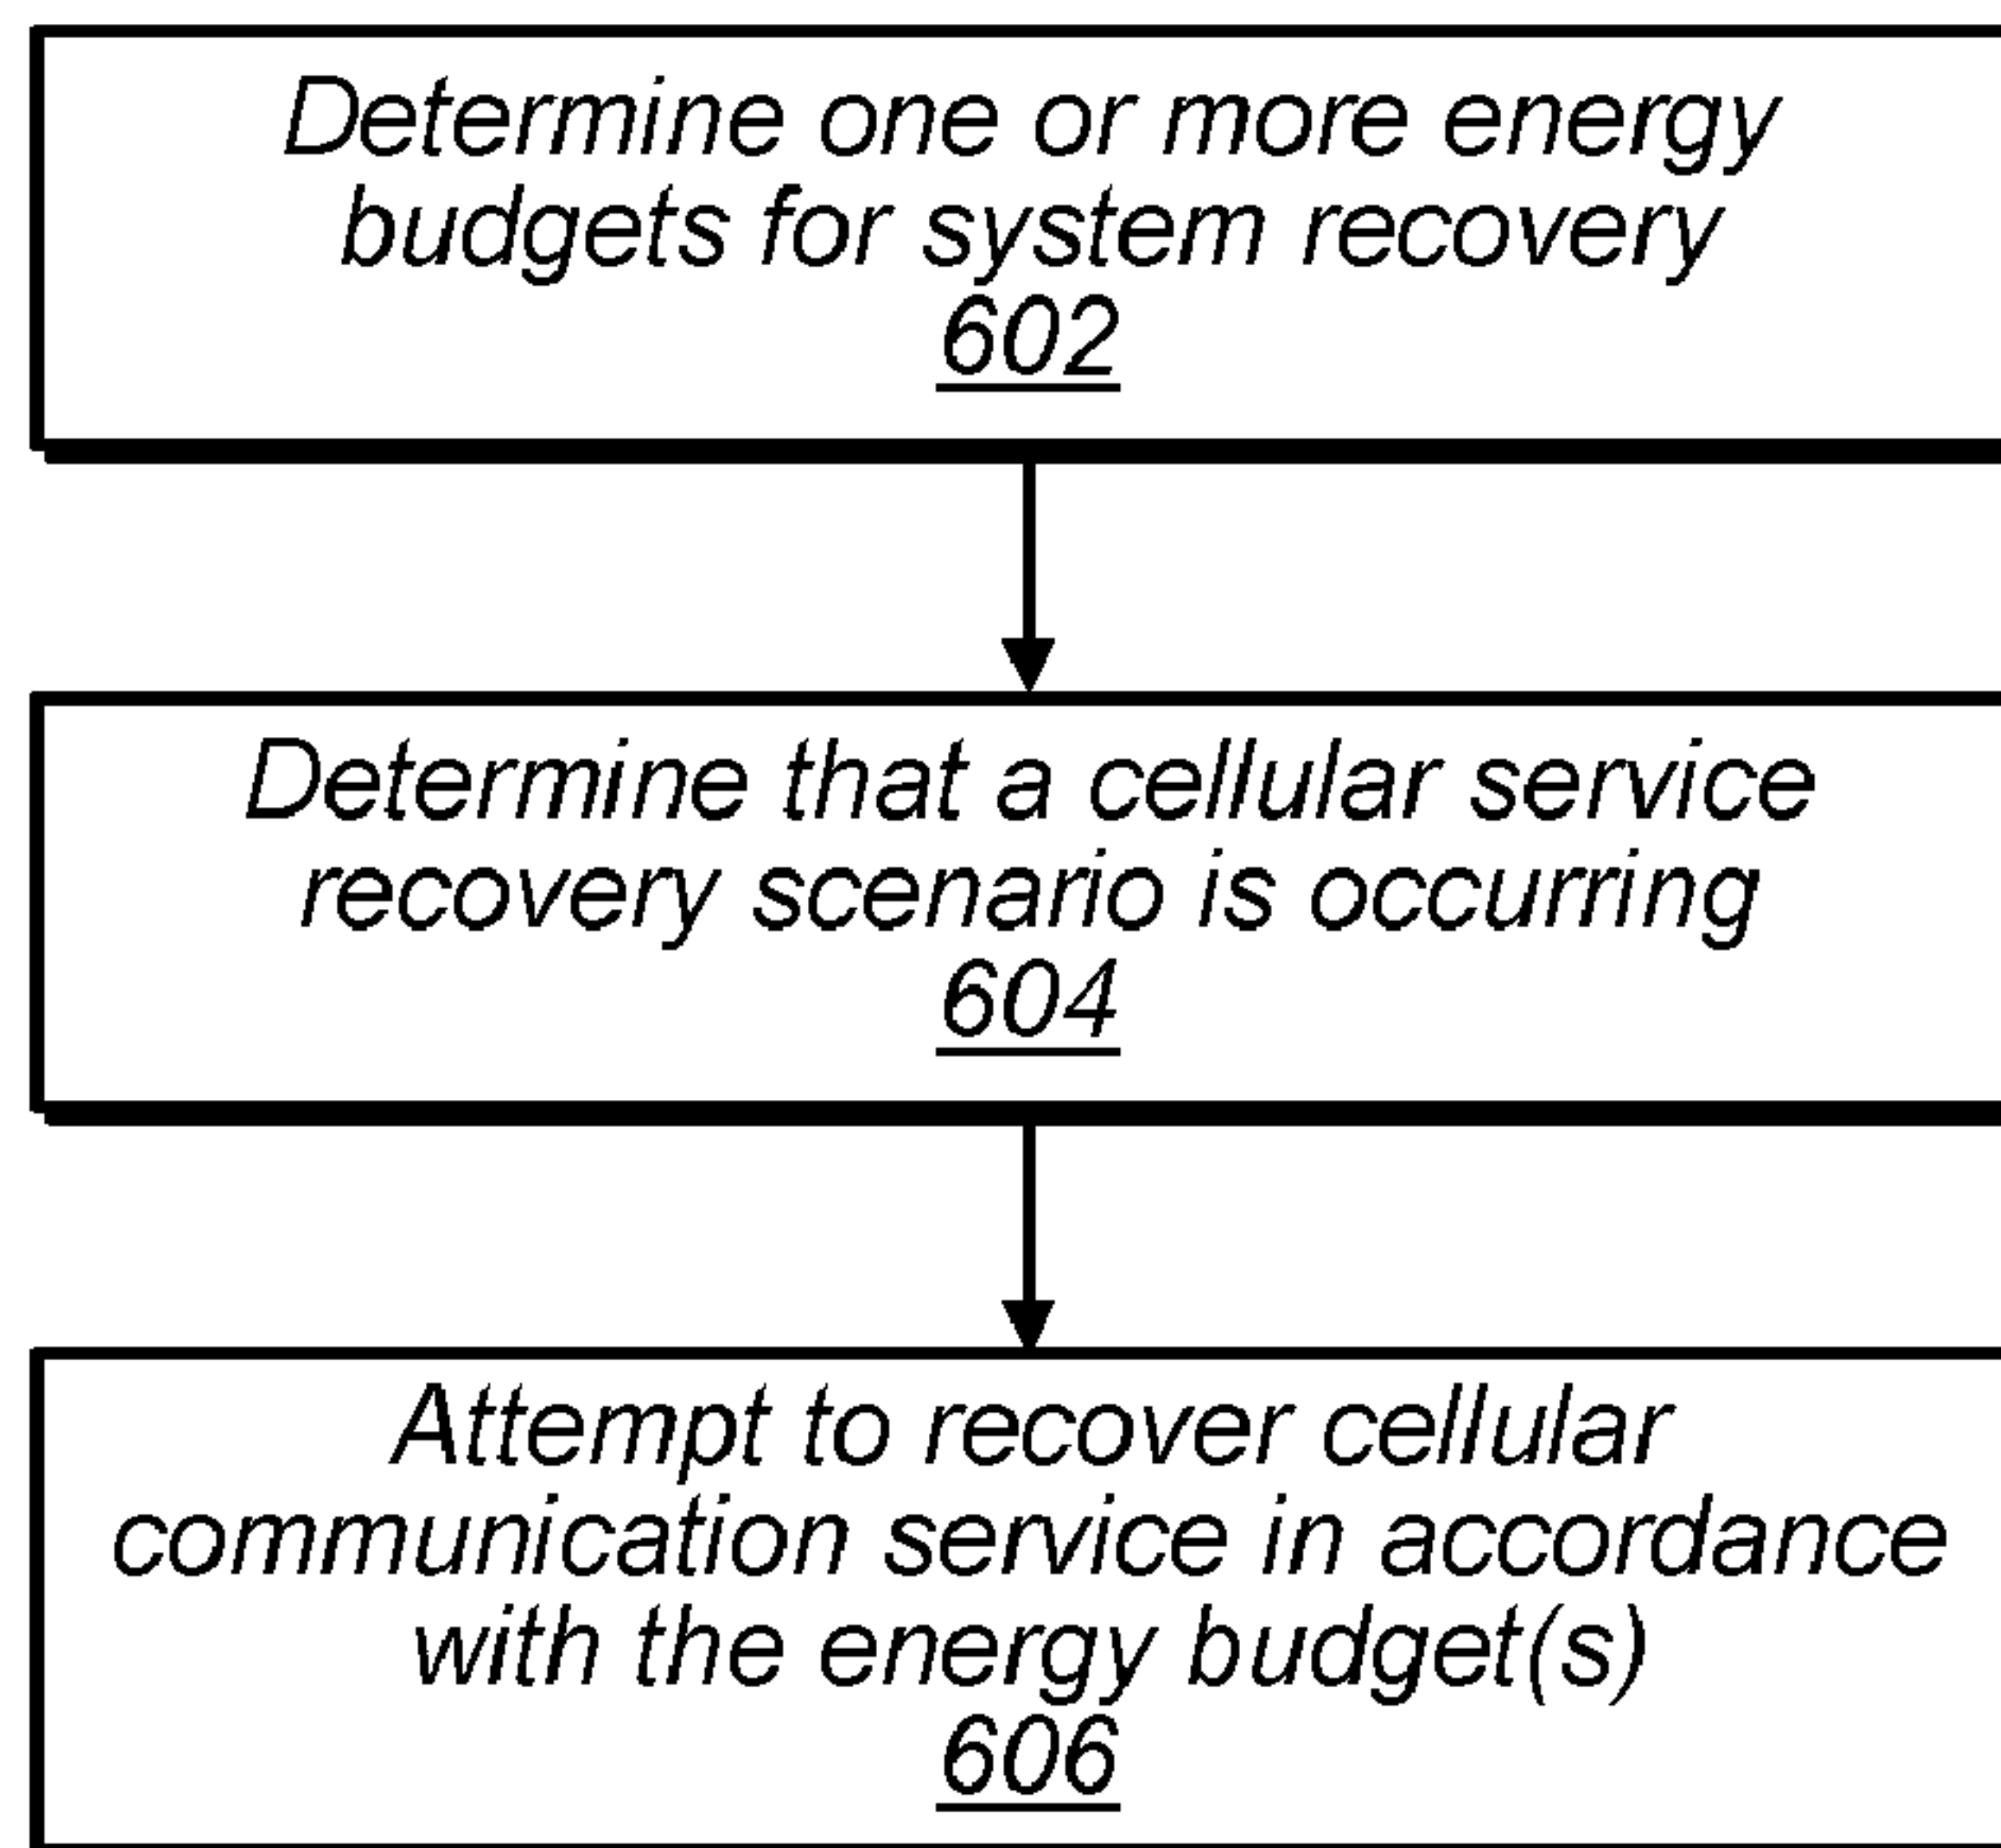 Determine one or more energy
budgets for system recovery
602
Determine that a cellular service
recovery scenario is occurring
604
Attempt to recover cellular
communication service in accordance
with the energy budget(s)
606